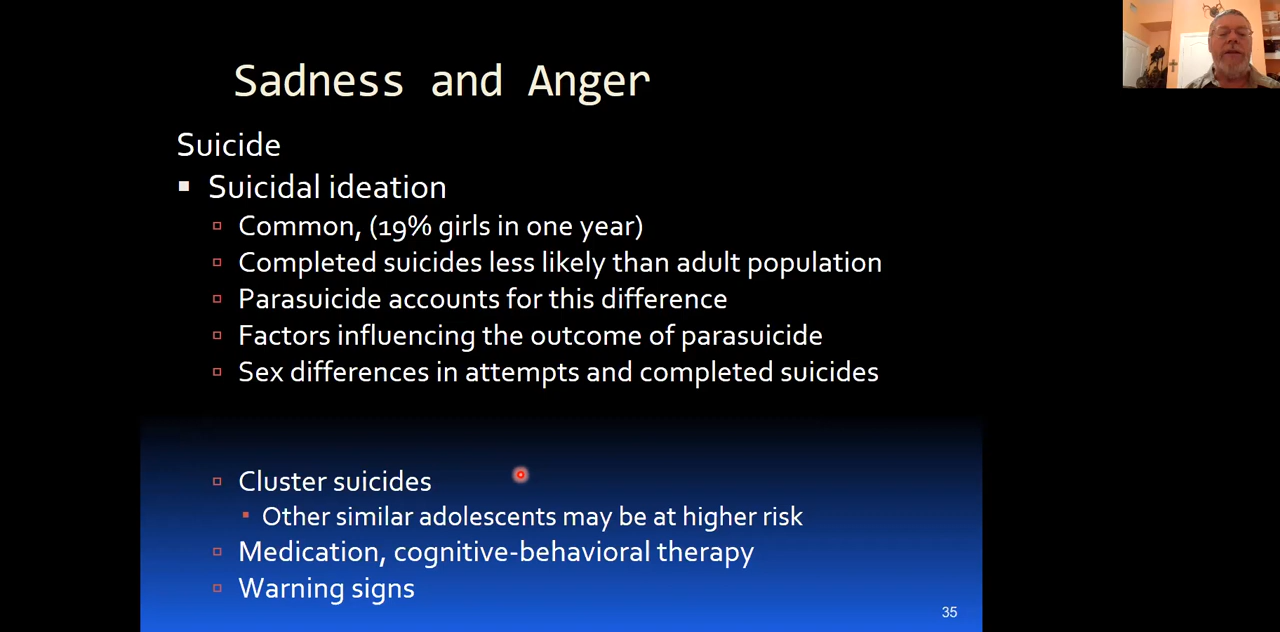 Sadness and Anger
Suicide
Suicidal ideation
Common, (19% girls in one year)
Completed suicides less likely than adult population
Parasuicide accounts for this difference
Factors influencing the outcome of parasuicide
Sex differences in attempts and completed suicides
Cluster suicides
Other similar adolescents may be at higher risk
Medication, cognitive-behavioral therapy
Warning signs
35